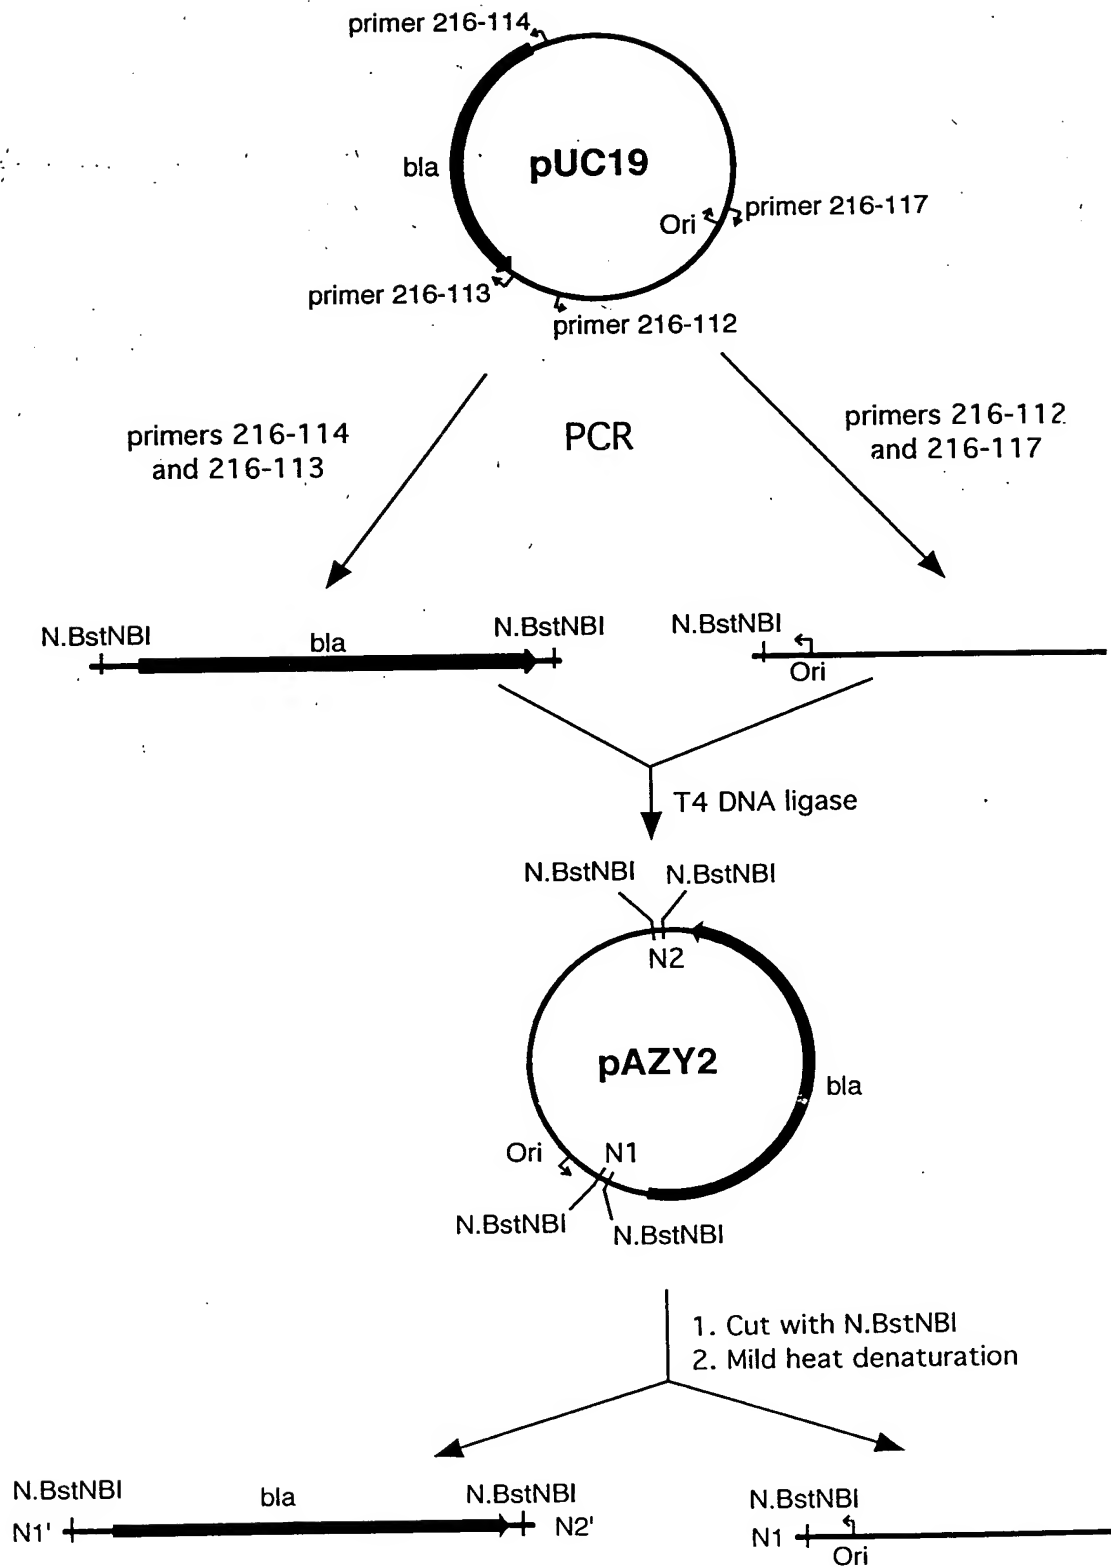 primer 216-114
bla
pUC19
Ori
primer 216-117
primer 216-113
primer 216-112
primers 216-114
and 216-113
PCR
primers 216-112
and 216-117
N.BstNBI
bla
N.BstNBI
N.BstNBI
Ori
T4 DNA ligase
N.BstNBI
N.BstNBI
N2
pAZY2
bla
Ori
N1
N.BstNBI
N.BstNBI
1. Cut with N.BstNBI
2. Mild heat denaturation
N.BstNBI
bla
N.BstNBI
N1'
N2'
N.BstNBI
N1
Ori